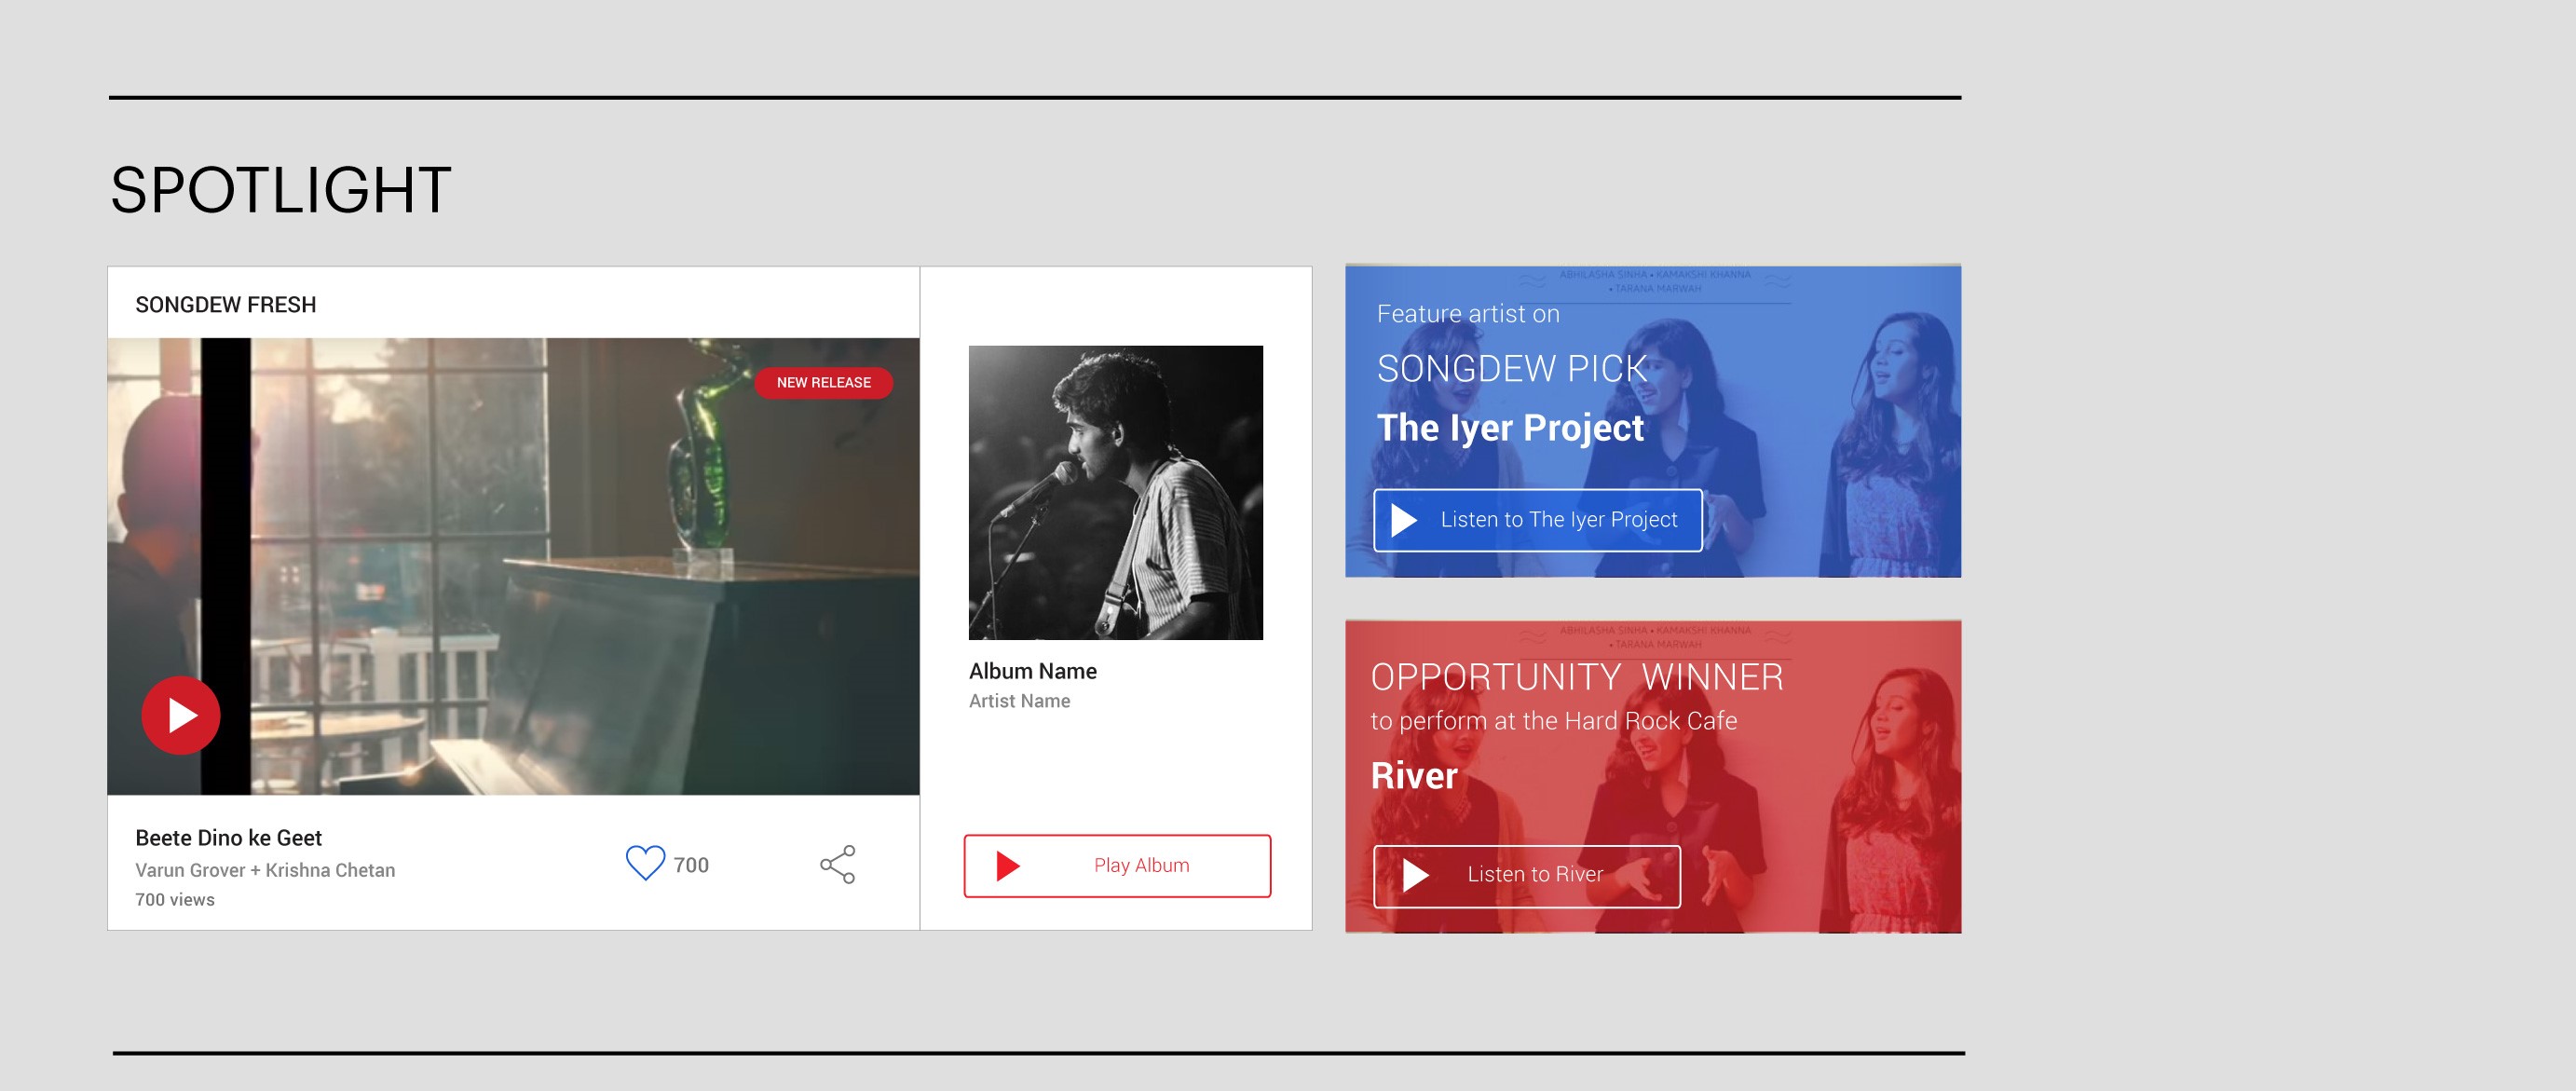 SPOTLIGHT
SONGDEW FRESH
NEW RELEASE
Beete Dino ke Geet
Varun Grover + Krishna Chetan
700 views
700
Album Name
Artist Name
Play Album
ABHILASHA SINHA • KAMAKSHI KHANNA
• TARANA MARWAH
Feature artist on
SONGDEW PICK
The Iyer Project
Listen to The Iyer Project
ABHILASHA SINHA • KAMAKSHI KHANNA
• TARANA MARWAH
OPPORTUNITY WINNER
to perform at the Hard Rock Cafe
River
Listen to River